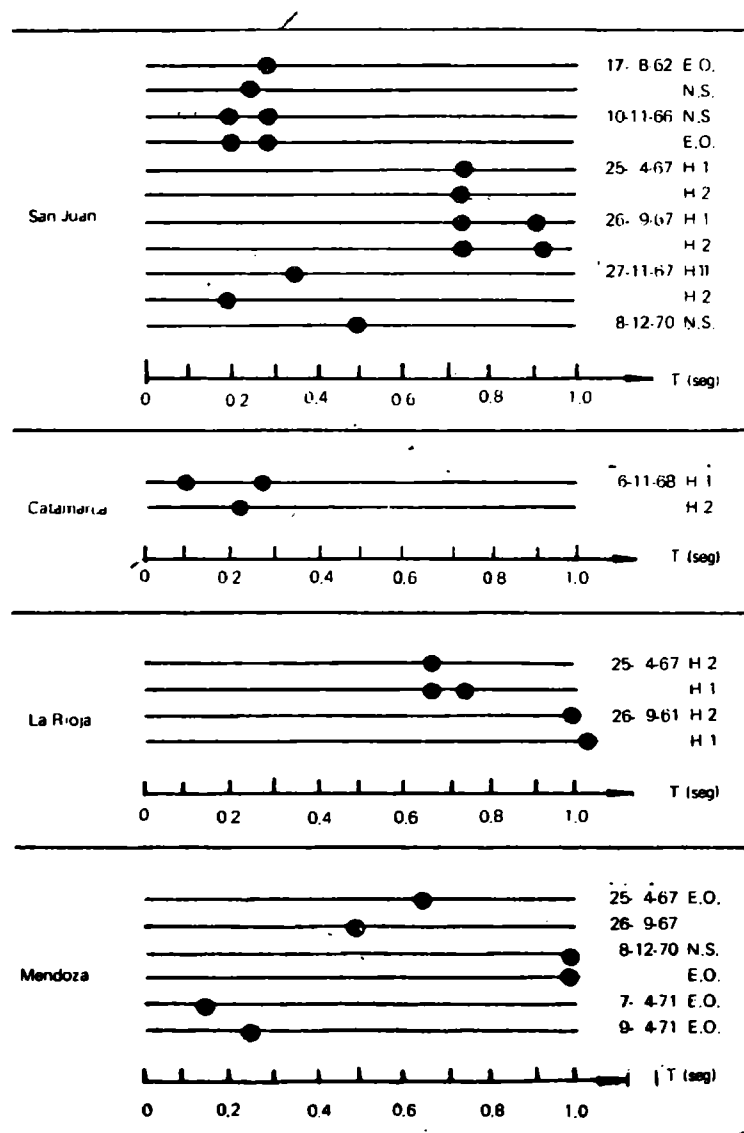 17- 8-62 E.O.
N.S.
10-11-66 N.S
E.O.
25- 4-67 H 1
H 2
San Juan
26- 9-67 H 1
H 2
27-11-67 H II
H 2
8-12-70 N.S.
T (seg)
0 0.2 0.4 0.6 0.8 1.0
6-11-68 H 1
Catamarca
H 2
T (seg)
0 0.2 0.4 0.6 0.8 1.0
25- 4-67 H 2
H 1
La Rioja
26- 9-61 H 2
H 1
T (seg)
0 0.2 0.4 0.6 0.8 1.0
25- 4-67 E.O.
26- 9-67
8-12-70 N.S.
Mendoza
E.O.
7- 4-71 E.O.
9- 4-71 E.O.
T (seg)
0 0.2 0.4 0.6 0.8 1.0